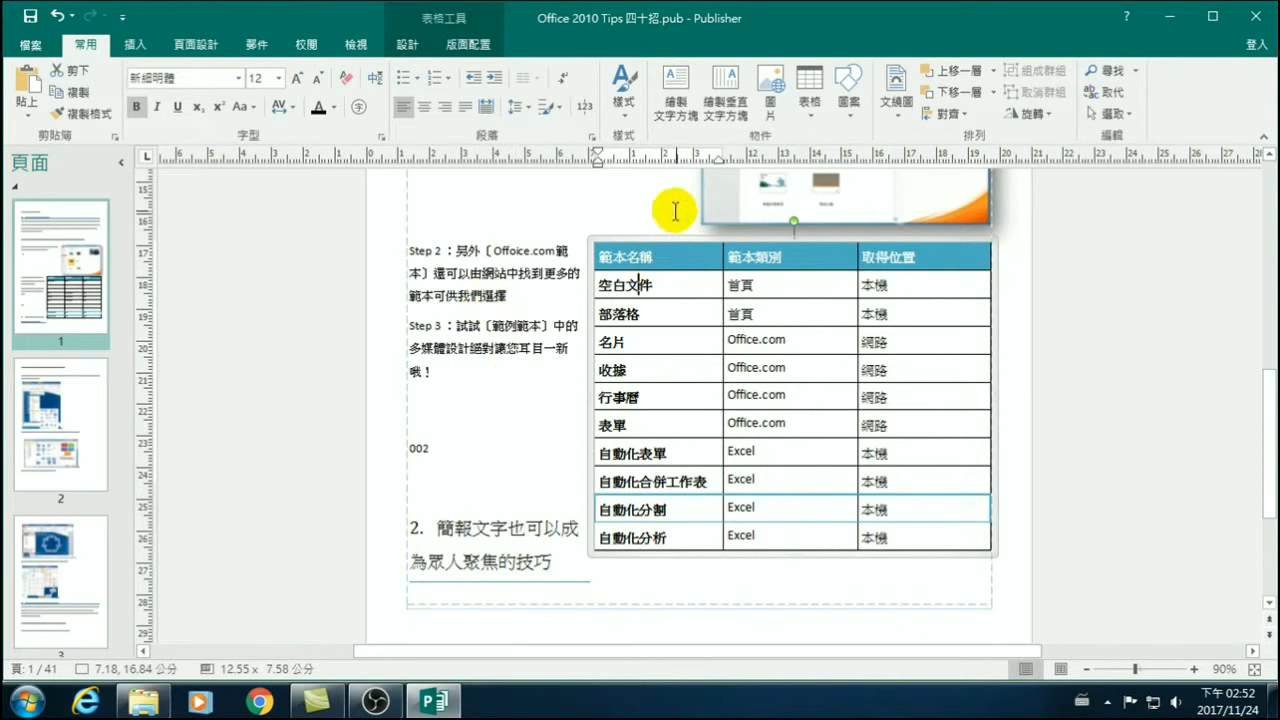 表格工具
Office 2010 Tips 四十招.pub - Publisher
?
檔案
常用
插入
頁面設計
郵件
校閱
檢視
設計
版面配置
登入
貼上
剪下
複製
複製格式
剪貼簿
新細明體
12
B I U x₂ x² Aa AV A 字
字型
段落
樣式
樣式
繪製文字方塊
繪製垂直文字方塊
圖片
表格
圖案
物件
文繞圖
上移一層
下移一層
對齊
組成群組
取消群組
旋轉
排列
尋找
取代
選取
編輯
頁面
1
2
3
Step 2 :另外〔Offoice.com範
本〕還可以由網站中找到更多的
範本可供我們選擇
Step 3 :試試〔範例範本〕中的
多媒體設計絕對讓您耳目一新
哦!
002
2. 簡報文字也可以成
為眾人聚焦的技巧
範本名稱 範本類別 取得位置
空白文件 首頁 本機
部落格 首頁 本機
名片 Office.com 網路
收據 Office.com 網路
行事曆 Office.com 網路
表單 Office.com 網路
自動化表單 Excel 本機
自動化合併工作表 Excel 本機
自動化分割 Excel 本機
自動化分析 Excel 本機
頁: 1 / 41
7.18, 16.84 公分
12.55 x 7.58 公分
90%
下午 02:52
2017/11/24